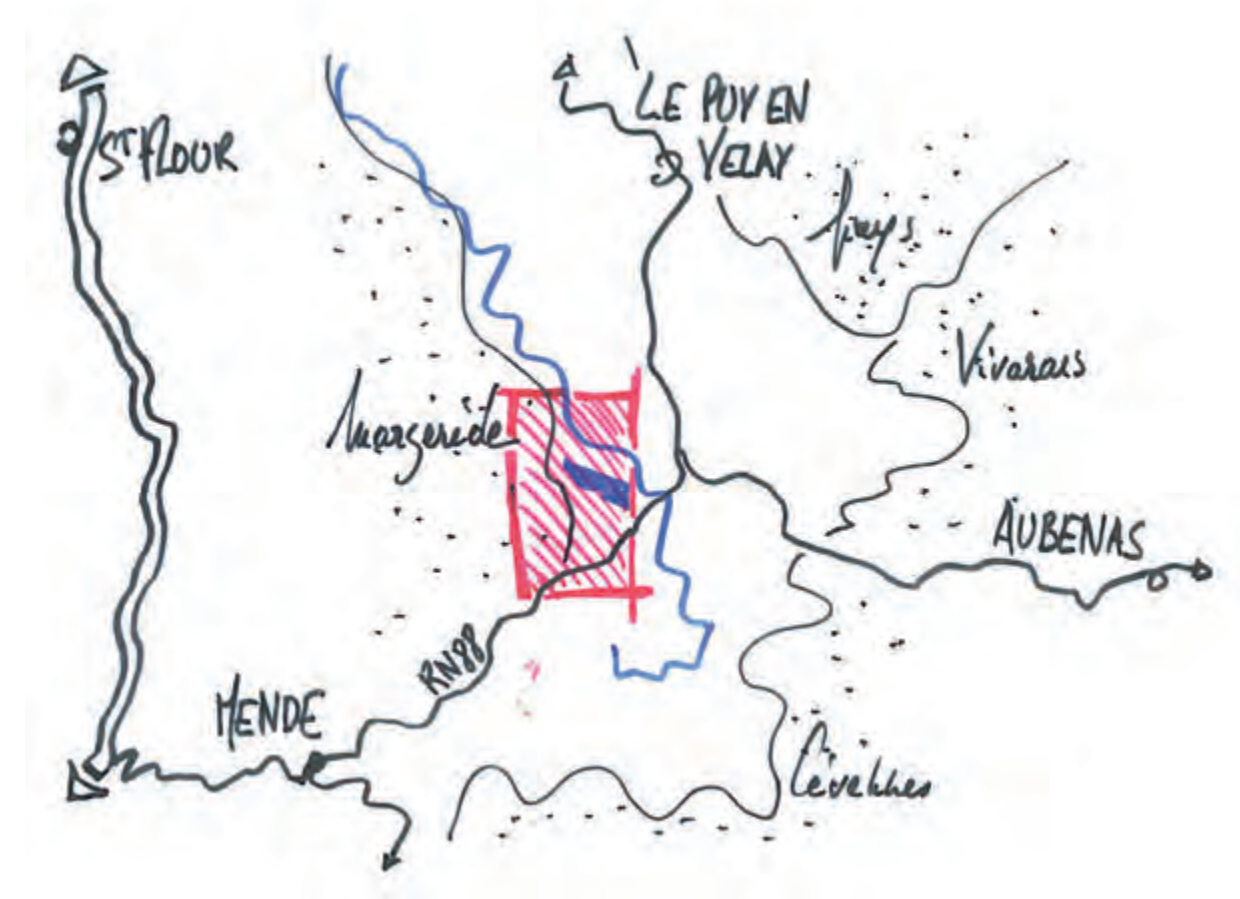 ST FLOUR
LE PUY EN
VELAY
Vivarais
Margeride
AUBENAS
RN88
MENDE
Cévennes